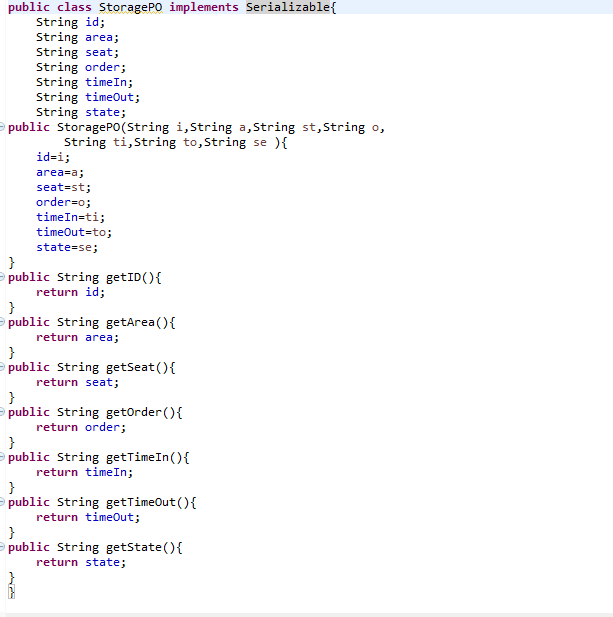 public class StoragePO implements Serializable{
    String id;
    String area;
    String seat;
    String order;
    String timeIn;
    String timeOut;
    String state;
public StoragePO(String i,String a,String st,String o,
        String ti,String to,String se ){
    id=i;
    area=a;
    seat=st;
    order=o;
    timeIn=ti;
    timeOut=to;
    state=se;
}
public String getID(){
    return id;
}
public String getArea(){
    return area;
}
public String getSeat(){
    return seat;
}
public String getOrder(){
    return order;
}
public String getTimeIn(){
    return timeIn;
}
public String getTimeOut(){
    return timeOut;
}
public String getState(){
    return state;
}
}